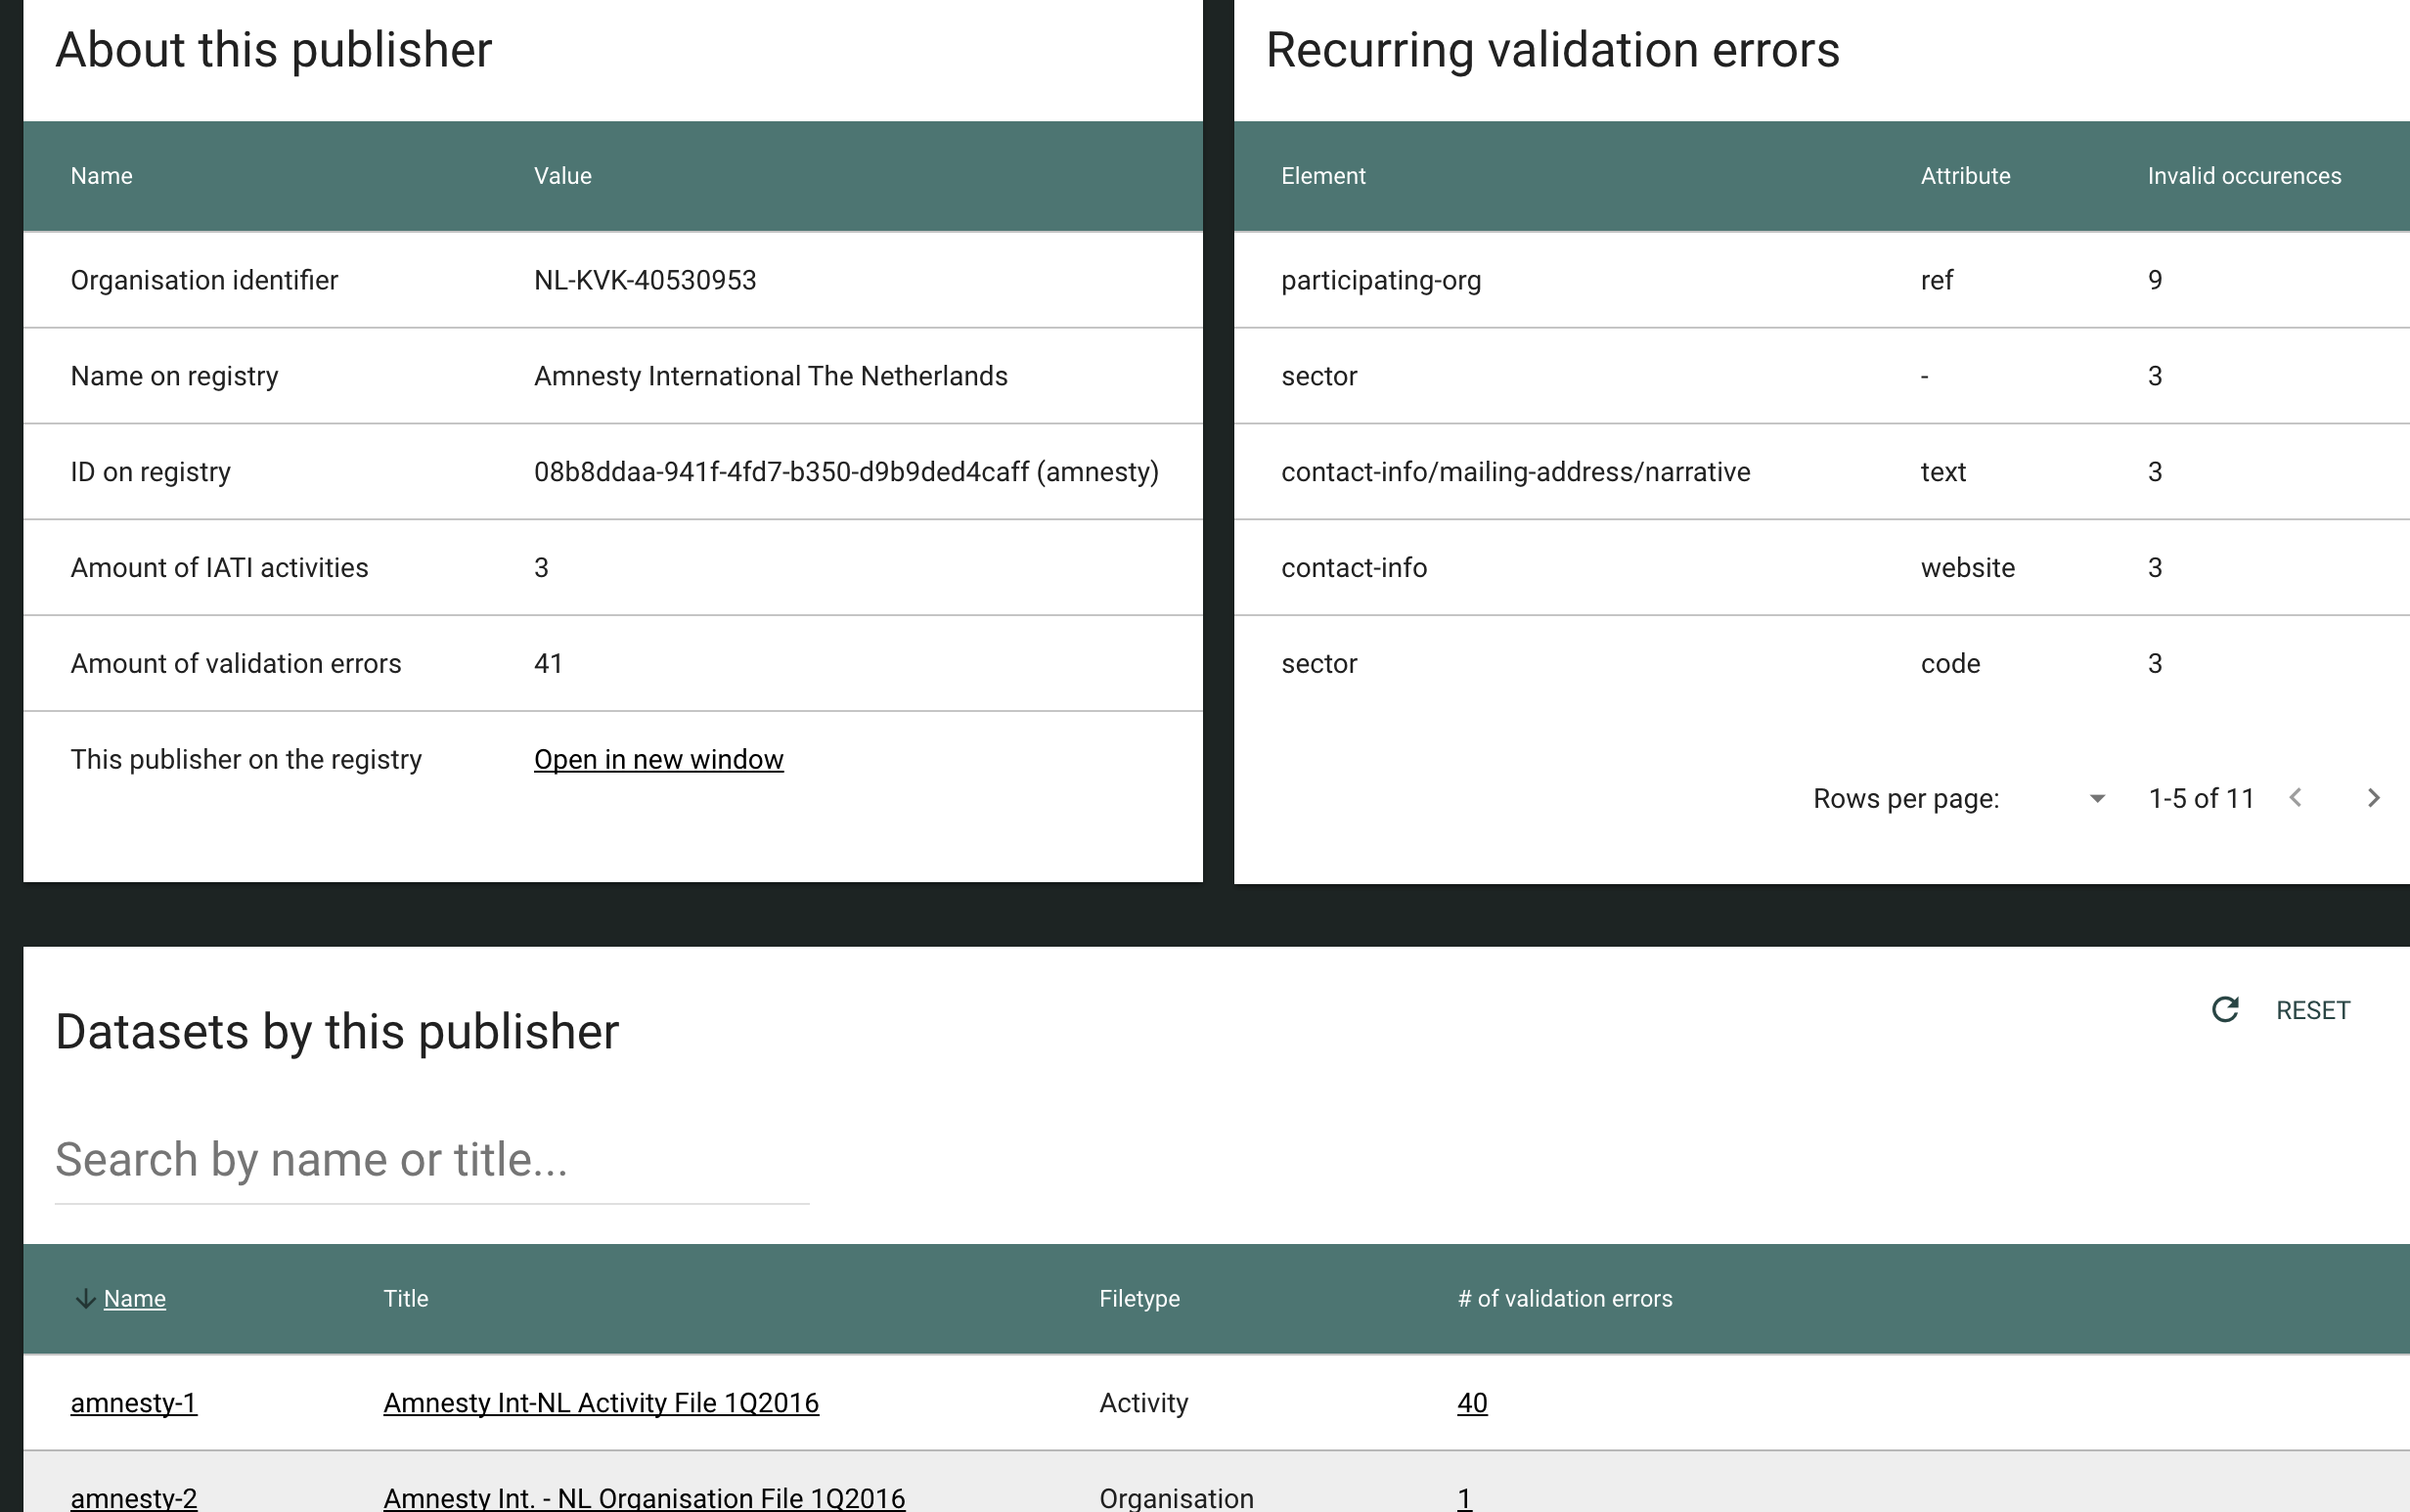 About this publisher
Name Value
Organisation identifier NL-KVK-40530953
Name on registry Amnesty International The Netherlands
ID on registry 08b8ddaa-941f-4fd7-b350-d9b9ded4caff (amnesty)
Amount of IATI activities 3
Amount of validation errors 41
This publisher on the registry Open in new window
Recurring validation errors
Element Attribute Invalid occurences
participating-org ref 9
sector - 3
contact-info/mailing-address/narrative text 3
contact-info website 3
sector code 3
Rows per page: 1-5 of 11
Datasets by this publisher
RESET
Search by name or title...
Name Title Filetype # of validation errors
amnesty-1 Amnesty Int-NL Activity File 1Q2016 Activity 40
amnesty-2 Amnesty Int. - NL Organisation File 1Q2016 Organisation 1